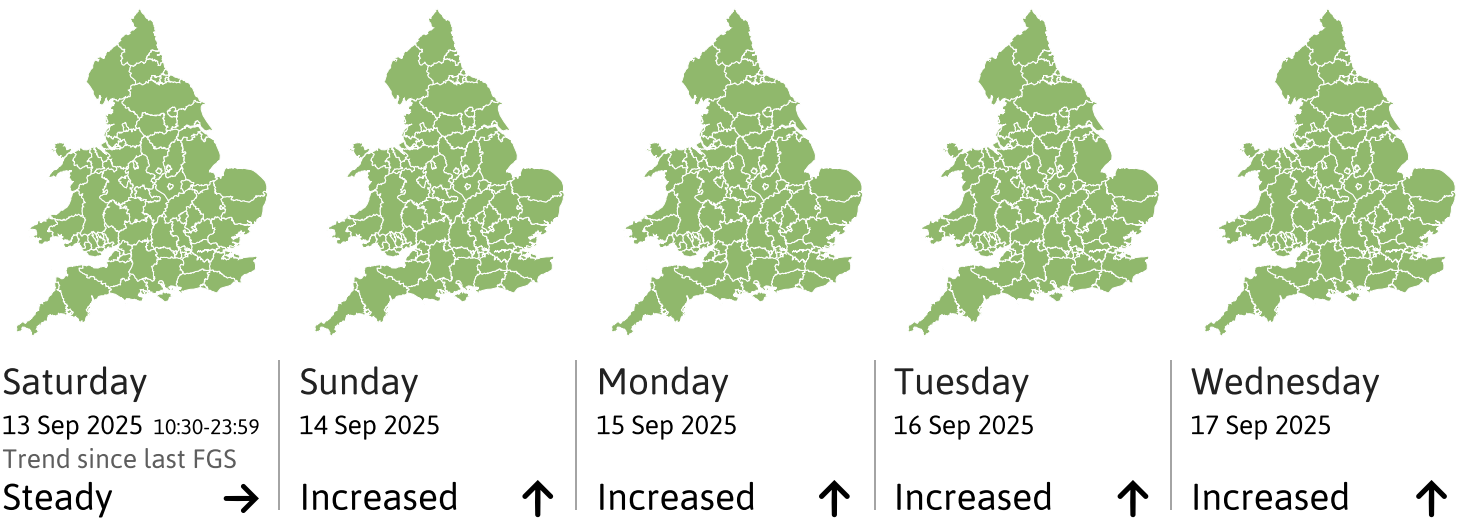 Saturday
13 Sep 2025 10:30-23:59
Trend since last FGS
Steady
Sunday
14 Sep 2025
Increased
Monday
15 Sep 2025
Increased
Tuesday
16 Sep 2025
Increased
Wednesday
17 Sep 2025
Increased